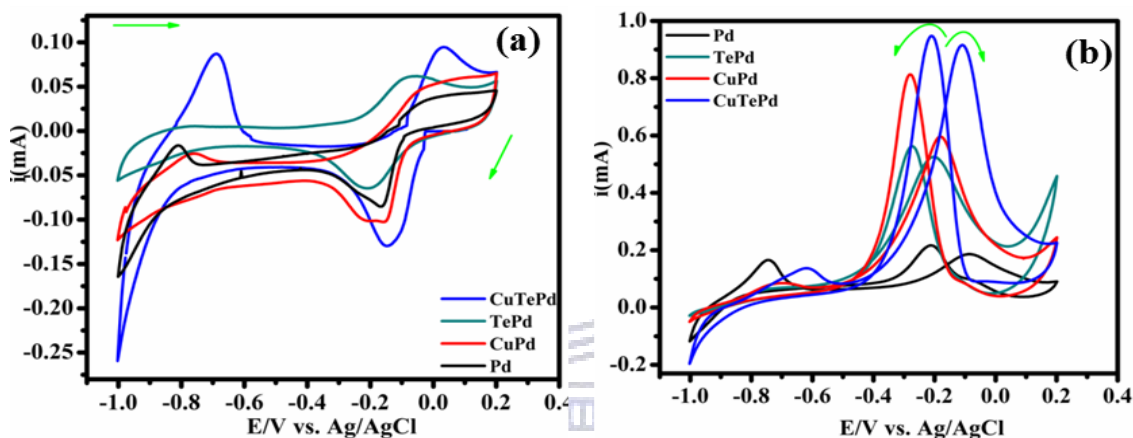 (a)
i(mA)
0.10
0.05
0.00
-0.05
-0.10
-0.15
-0.20
-0.25
CuTePd
TePd
CuPd
Pd
-1.0 -0.8 -0.6 -0.4 -0.2 0.0 0.2 0.4
E/V vs. Ag/AgCl
(b)
i(mA)
1.0
0.8
0.6
0.4
0.2
0.0
-0.2
Pd
TePd
CuPd
CuTePd
-1.0 -0.8 -0.6 -0.4 -0.2 0.0 0.2 0.4
E/V vs. Ag/AgCl